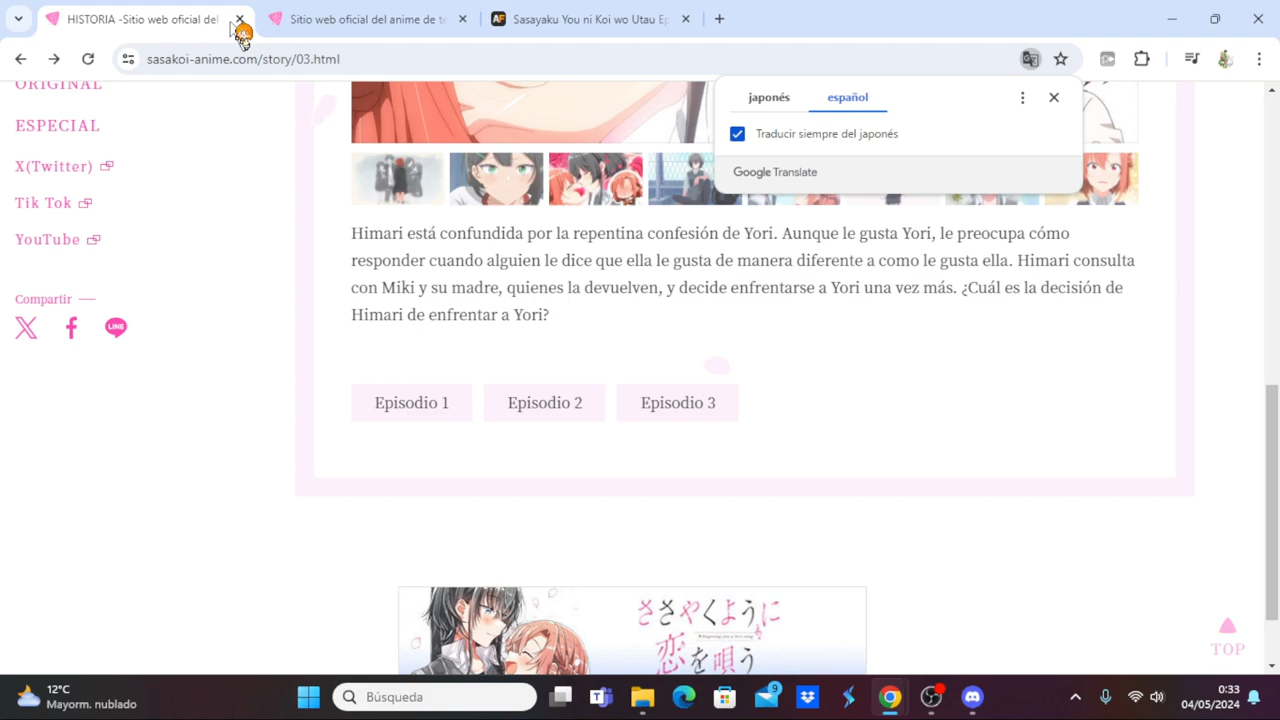 HISTORIA -Sitio web oficial del
Sitio web oficial del anime de te
Sasayaku You ni Koi wo Utau Ep
sasakoi-anime.com/story/03.html
japonés
español
Traducir siempre del japonés
Google Translate
ORIGINAL
ESPECIAL
X(Twitter)
Tik Tok
YouTube
Compartir
LINE
Himari está confundida por la repentina confesión de Yori. Aunque le gusta Yori, le preocupa cómo
responder cuando alguien le dice que ella le gusta de manera diferente a como le gusta ella. Himari consulta
con Miki y su madre, quienes la devuelven, y decide enfrentarse a Yori una vez más. ¿Cuál es la decisión de
Himari de enfrentar a Yori?
Episodio 1
Episodio 2
Episodio 3
ささやくように
恋を唄う
TOP
12°C
Mayorm. nublado
Búsqueda
9
0:33
04/05/2024